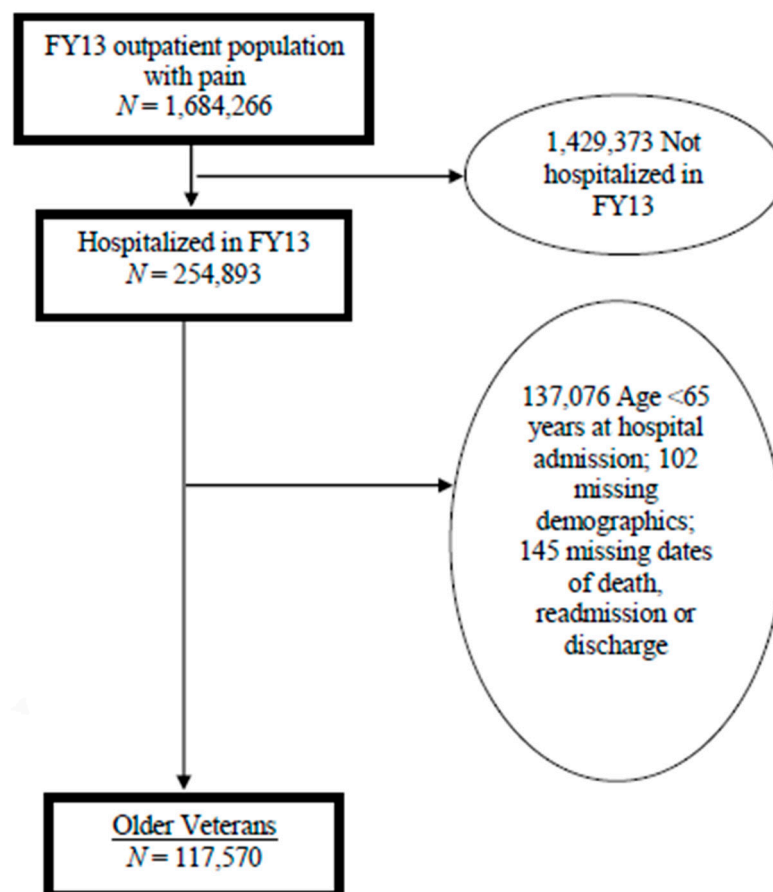 FY13 outpatient population
with pain
N = 1,684,266
1,429,373 Not
hospitalized in
FY13
Hospitalized in FY13
N = 254,893
137,076 Age <65
years at hospital
admission; 102
missing
demographics;
145 missing dates
of death,
readmission or
discharge
Older Veterans
N = 117,570